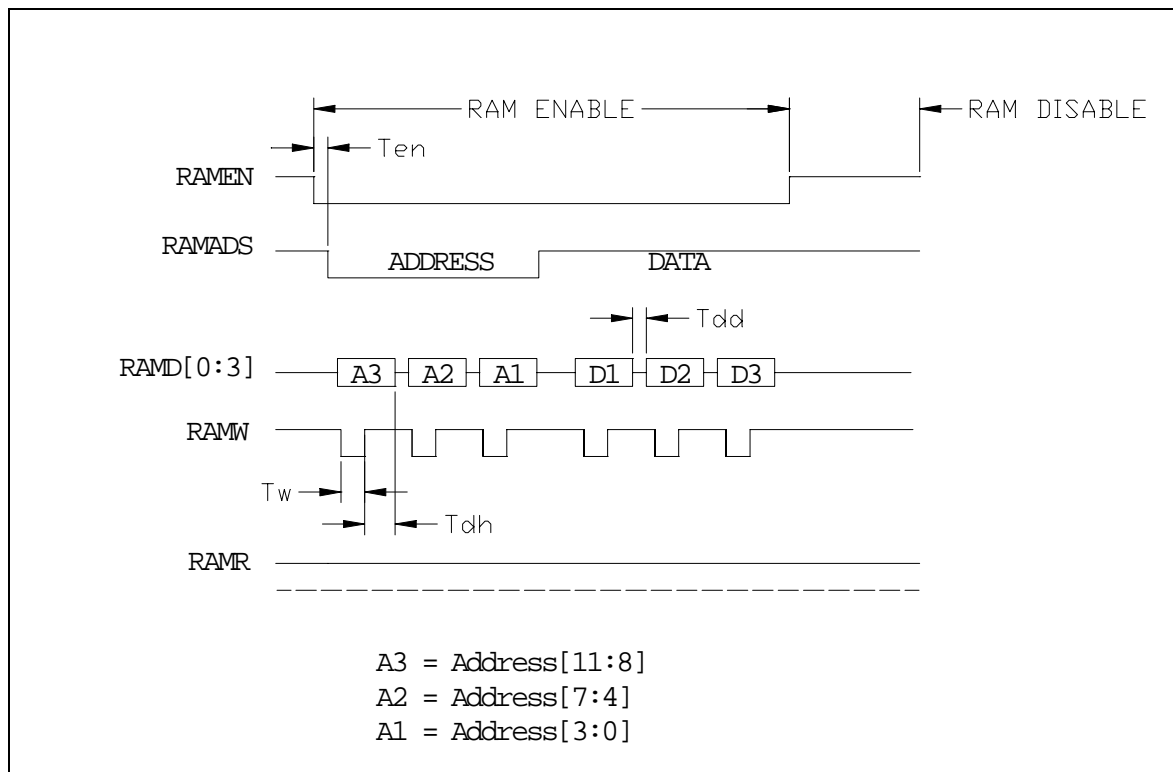 RAM ENABLE
RAM DISABLE
Ten
RAMEN
RAMADS
ADDRESS
DATA
Tdd
RAMD[0:3]
A3
A2
A1
D1
D2
D3
RAMW
Tw
Tdh
RAMR
A3 = Address[11:8]
A2 = Address[7:4]
A1 = Address[3:0]